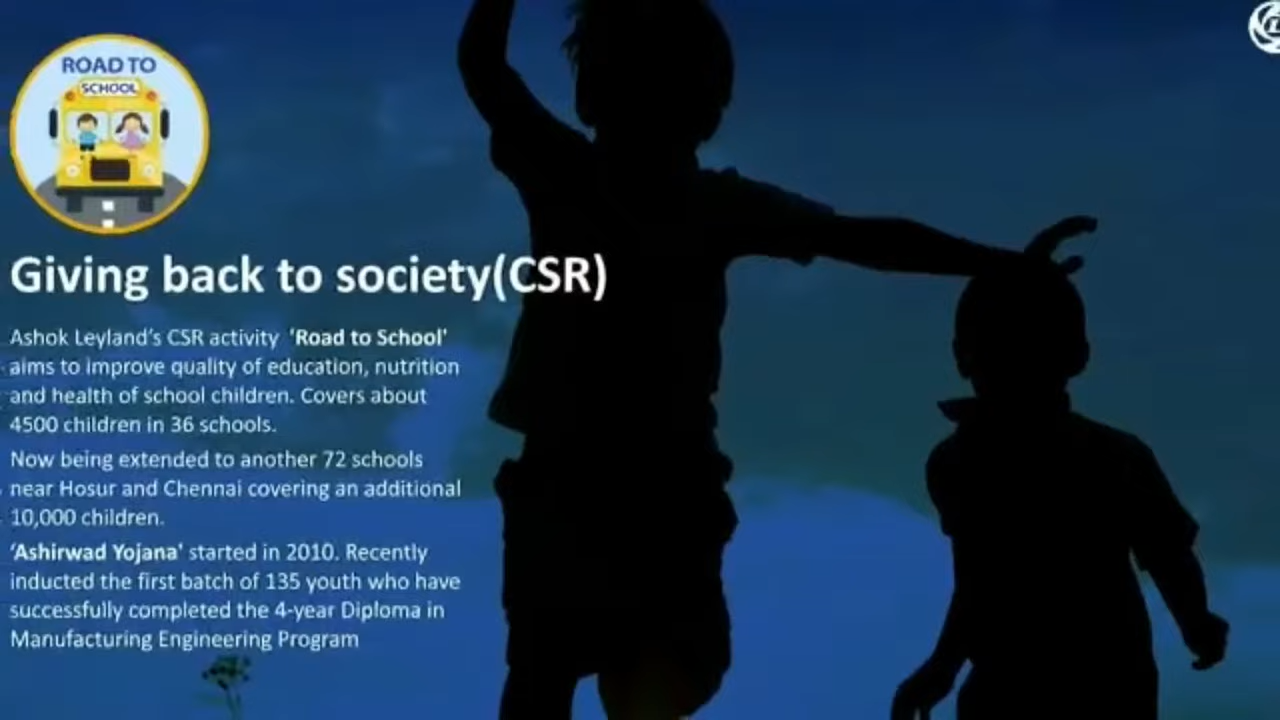 ROAD TO
SCHOOL
Giving back to society(CSR)
Ashok Leyland's CSR activity 'Road to School'
aims to improve quality of education, nutrition
and health of school children. Covers about
4500 children in 36 schools.
Now being extended to another 72 schools
near Hosur and Chennai covering an additional
10,000 children.
'Ashirwad Yojana' started in 2010. Recently
inducted the first batch of 135 youth who have
successfully completed the 4-year Diploma in
Manufacturing Engineering Program